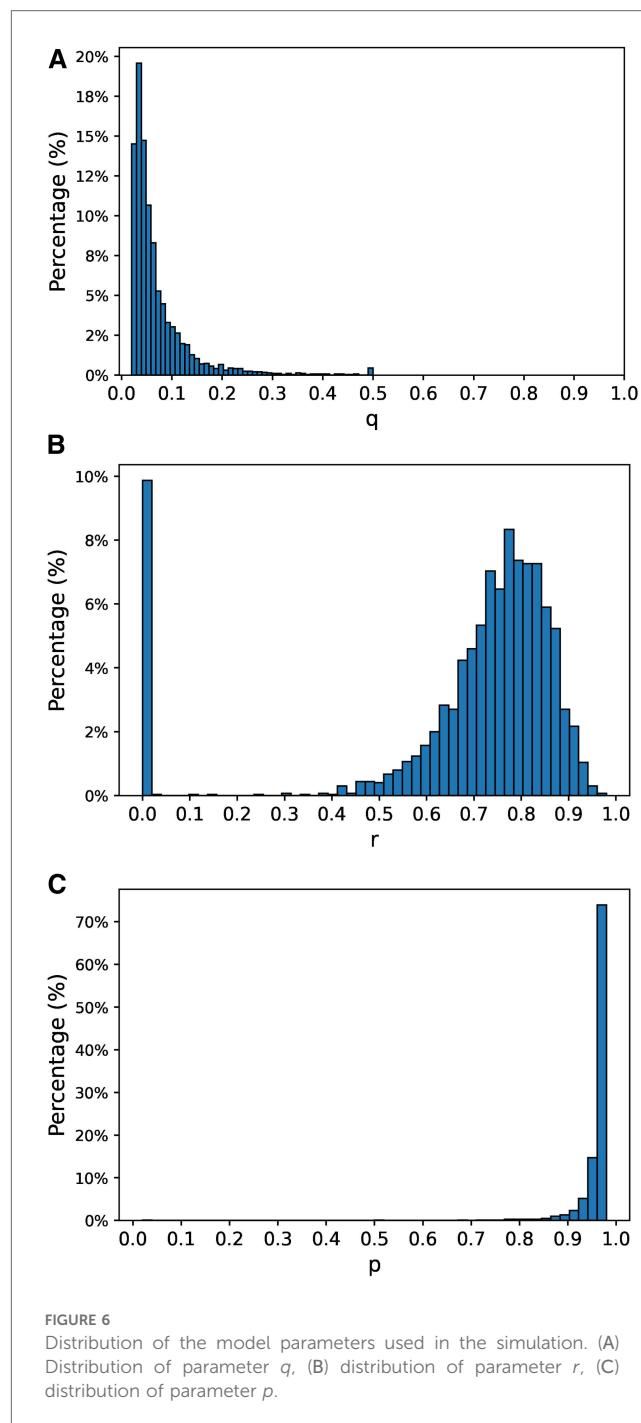 A
20%
18%
15%
12%
10%
8%
5%
2%
0%
Percentage (%)
0.0 0.1 0.2 0.3 0.4 0.5 0.6 0.7 0.8 0.9 1.0
q
B
10%
8%
6%
4%
2%
0%
Percentage (%)
0.0 0.1 0.2 0.3 0.4 0.5 0.6 0.7 0.8 0.9 1.0
r
C
70%
60%
50%
40%
30%
20%
10%
0%
Percentage (%)
0.0 0.1 0.2 0.3 0.4 0.5 0.6 0.7 0.8 0.9 1.0
p
FIGURE 6
Distribution of the model parameters used in the simulation. (A)
Distribution of parameter q, (B) distribution of parameter r, (C)
distribution of parameter p.